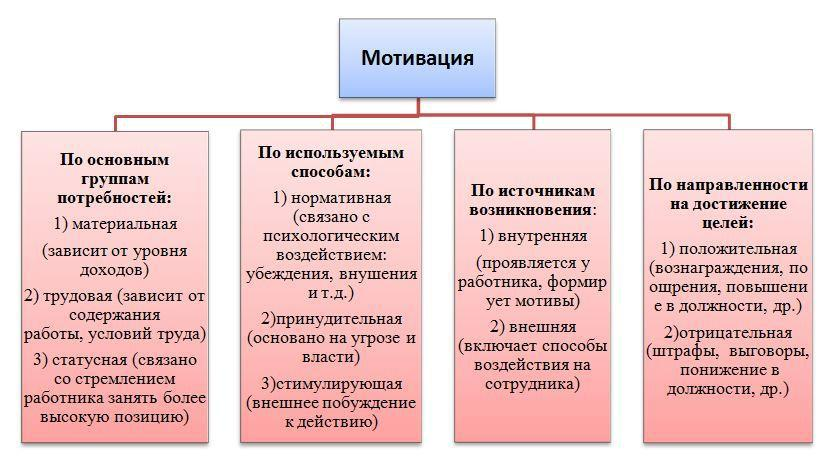 Мотивация
По основным
группам
потребностей:
1) материальная
(зависит от уровня
доходов)
2) трудовая (зависит от
содержания
работы, условий труда)
3) статусная (связано
со стремлением
работника занять более
высокую позицию)
По используемым
способам:
1) нормативная
(связано с
психологическим
воздействием:
убеждения, внушения
и т.д.)
2)принудительная
(основано на угрозе и
власти)
3)стимулирующая
(внешнее побуждение
к действию)
По источникам
возникновения:
1) внутренняя
(проявляется у
работника, формир
ует мотивы)
2) внешняя
(включает способы
воздействия на
сотрудника)
По направленности
на достижение
целей:
1) положительная
(вознаграждения, по
ощрения, повышени
е в должности, др.)
2)отрицательная
(штрафы, выговоры,
понижение в
должности, др.)